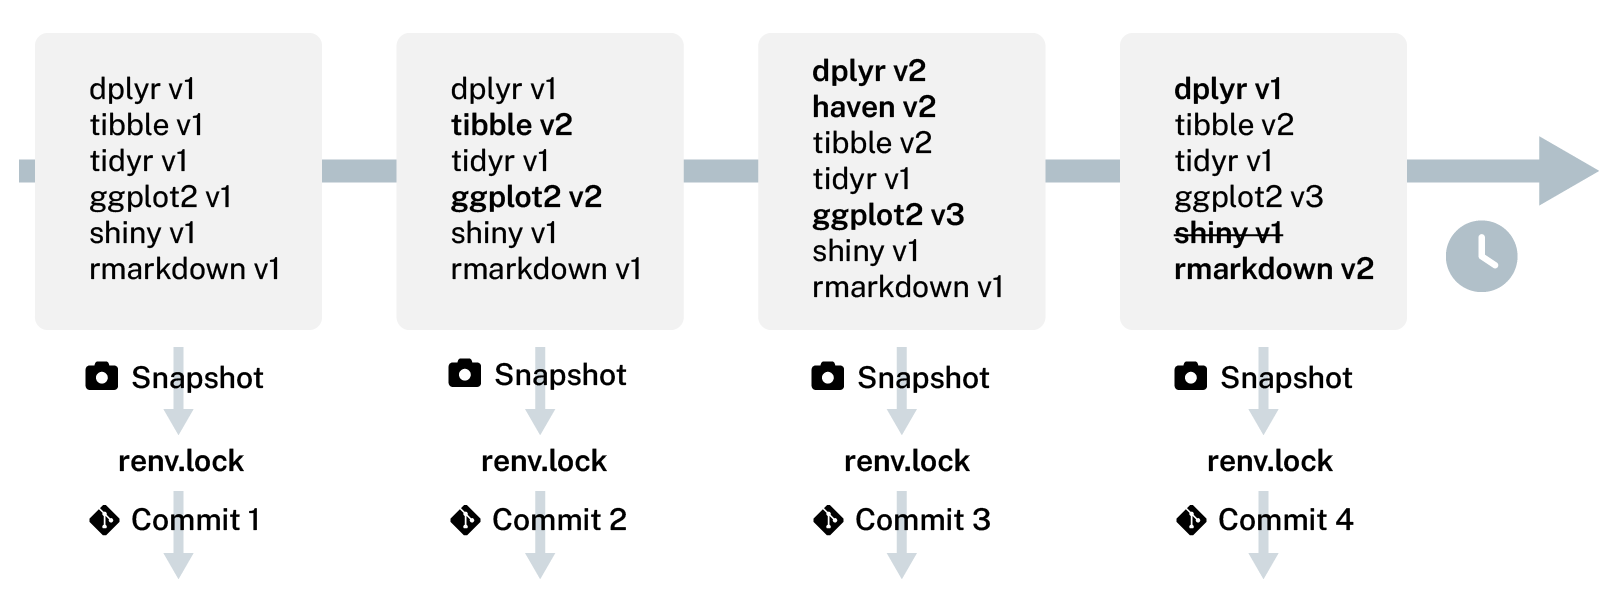 dplyr v1
tibble v1
tidyr v1
ggplot2 v1
shiny v1
rmarkdown v1
Snapshot
renv.lock
Commit 1
dplyr v1
tibble v2
tidyr v1
ggplot2 v2
shiny v1
rmarkdown v1
Snapshot
renv.lock
Commit 2
dplyr v2
haven v2
tibble v2
tidyr v1
ggplot2 v3
shiny v1
rmarkdown v1
Snapshot
renv.lock
Commit 3
dplyr v1
tibble v2
tidyr v1
ggplot2 v3
shiny v1
rmarkdown v2
Snapshot
renv.lock
Commit 4